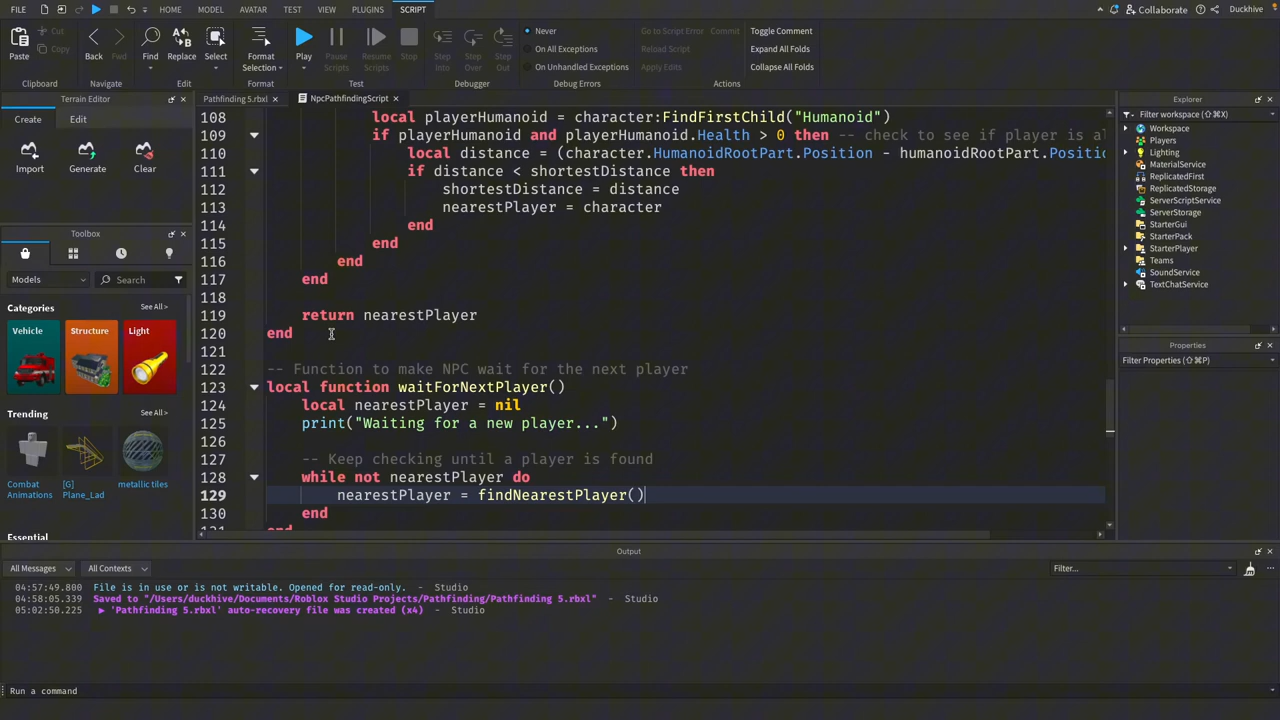 FILE HOME MODEL AVATAR TEST VIEW PLUGINS SCRIPT Collaborate Duckhive
Paste Cut Copy Back Fwd Find Replace Select Format Selection Play Pause Scripts Resume Scripts Stop Step Into Step Over Step Out Never On All Exceptions On Unhandled Exceptions Go to Script Error Commit Reload Script Apply Edits Toggle Comment Expand All Folds Collapse All Folds
Clipboard Navigate Edit Format Test Debugger Debug Errors Actions
Terrain Editor
Create Edit
Import Generate Clear
Toolbox
Models Search
Categories See All >
Vehicle Structure Light
Trending See All >
Combat Animations
[G] Plane_Lad
metallic tiles
Essential
Pathfinding 5.rbxl × NpcPathfindingScript ×
108 local playerHumanoid = character:FindFirstChild("Humanoid")
109 if playerHumanoid and playerHumanoid.Health > 0 then -- check to see if player is al
110 local distance = (character.HumanoidRootPart.Position - humanoidRootPart.Positio
111 if distance < shortestDistance then
112 shortestDistance = distance
113 nearestPlayer = character
114 end
115 end
116 end
117 end
118
119 return nearestPlayer
120 end
121
122 -- Function to make NPC wait for the next player
123 local function waitForNextPlayer()
124 local nearestPlayer = nil
125 print("Waiting for a new player...")
126
127 -- Keep checking until a player is found
128 while not nearestPlayer do
129 nearestPlayer = findNearestPlayer()
130 end
Explorer
Filter workspace (⇧⌘X)
Workspace
Players
Lighting
MaterialService
ReplicatedFirst
ReplicatedStorage
ServerScriptService
ServerStorage
StarterGui
StarterPack
StarterPlayer
Teams
SoundService
TextChatService
Properties
Filter Properties (⇧⌘P)
Output
All Messages All Contexts Filter...
04:57:49.800 File is in use or is not writable. Opened for read-only. - Studio
04:58:05.339 Saved to "/Users/duckhive/Documents/Roblox Studio Projects/Pathfinding/Pathfinding 5.rbxl" - Studio
05:02:50.225 ▶ 'Pathfinding 5.rbxl' auto-recovery file was created (x4) - Studio
Run a command